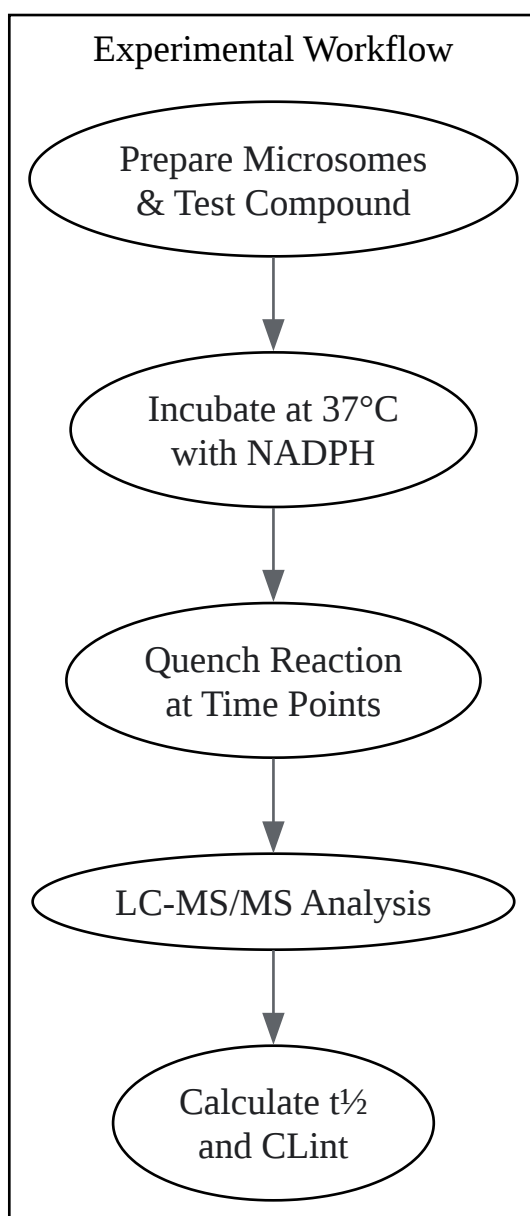 Experimental Workflow
Prepare Microsomes
& Test Compound
Incubate at 37°C
with NADPH
Quench Reaction
at Time Points
LC-MS/MS Analysis
Calculate t½
and CLint